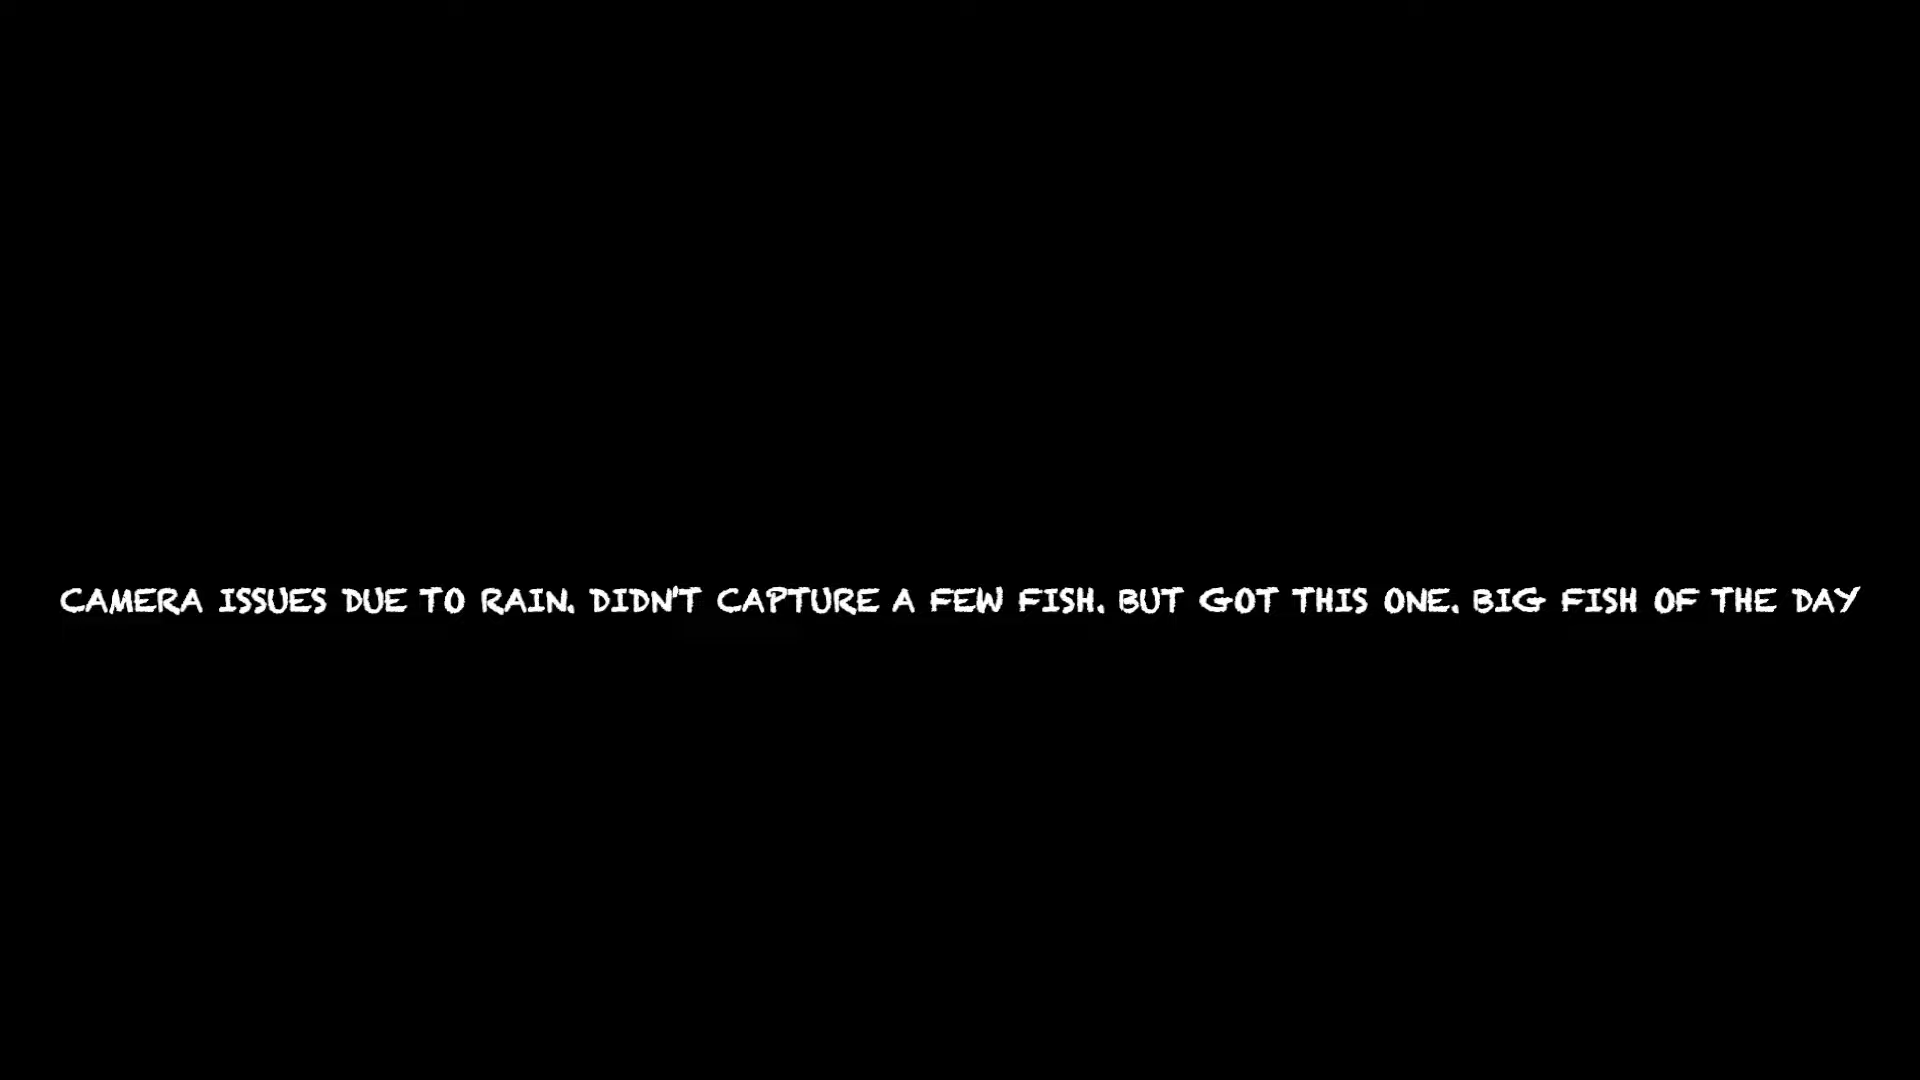 CAMERA ISSUES DUE TO RAIN. DIDN'T CAPTURE A FEW FISH. BUT GOT THIS ONE. BIG FISH OF THE DAY